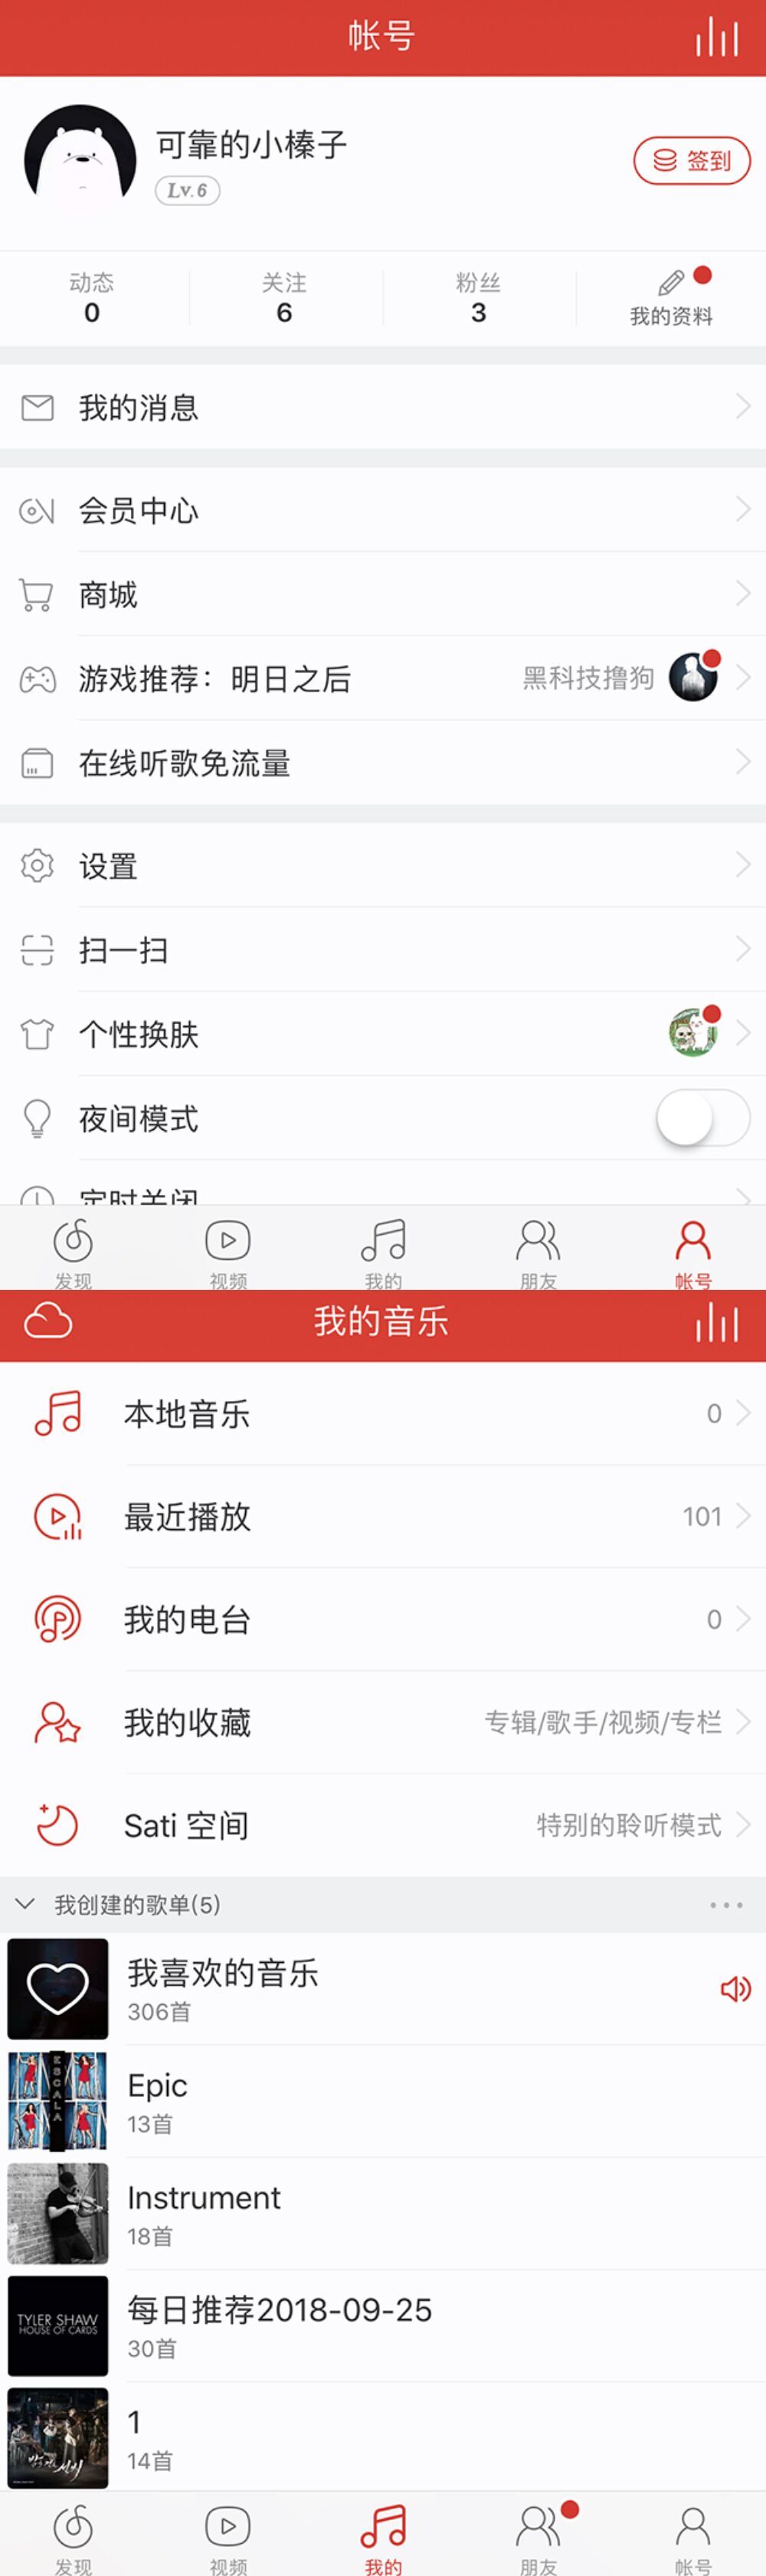 帐号
可靠的小榛子
Lv.6
签到
动态 关注 粉丝
0 6 3 我的资料
我的消息
会员中心
商城
游戏推荐：明日之后 黑科技撸狗
在线听歌免流量
设置
扫一扫
个性换肤
夜间模式
定时关闭
发现 视频 我的 朋友 帐号
我的音乐
本地音乐 0
最近播放 101
我的电台 0
我的收藏 专辑/歌手/视频/专栏
Sati 空间 特别的聆听模式
我创建的歌单(5)
我喜欢的音乐
306首
ESCALA
Epic
13首
Instrument
18首
TYLER SHAW
HOUSE OF CARDS
每日推荐2018-09-25
30首
1
14首
发现 视频 我的 朋友 帐号